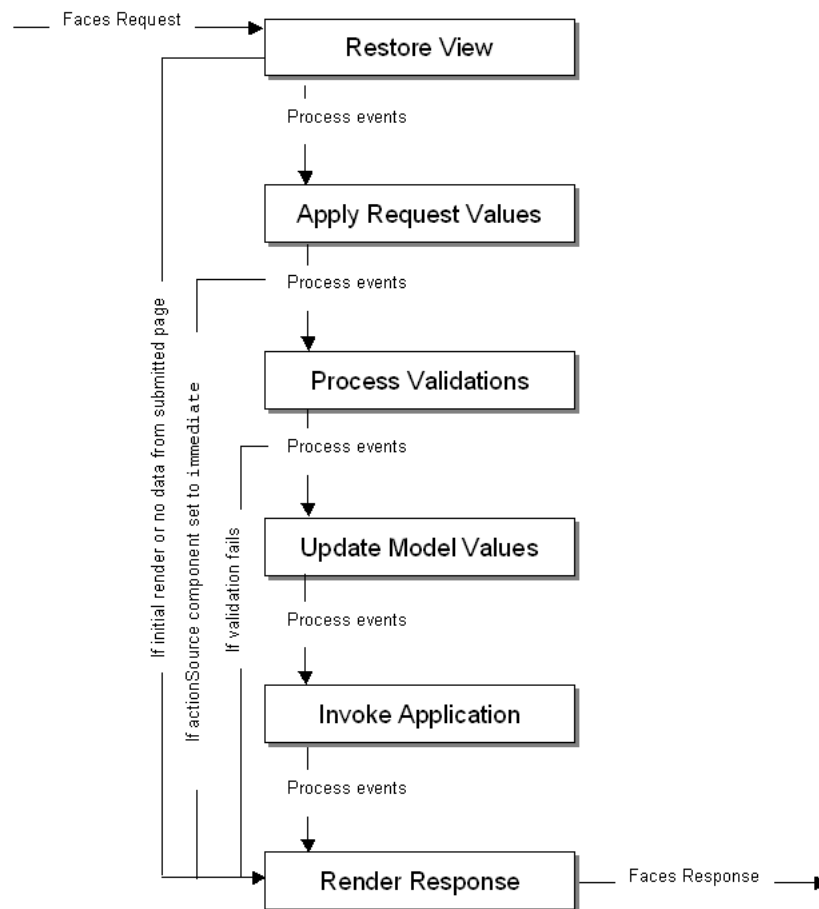 Faces Request
Restore View
Process events
Apply Request Values
Process events
Process Validations
Process events
Update Model Values
Process events
Invoke Application
Process events
Render Response
Faces Response
If initial render or no data from submitted page
If actionSource component set to immediate
If validation fails